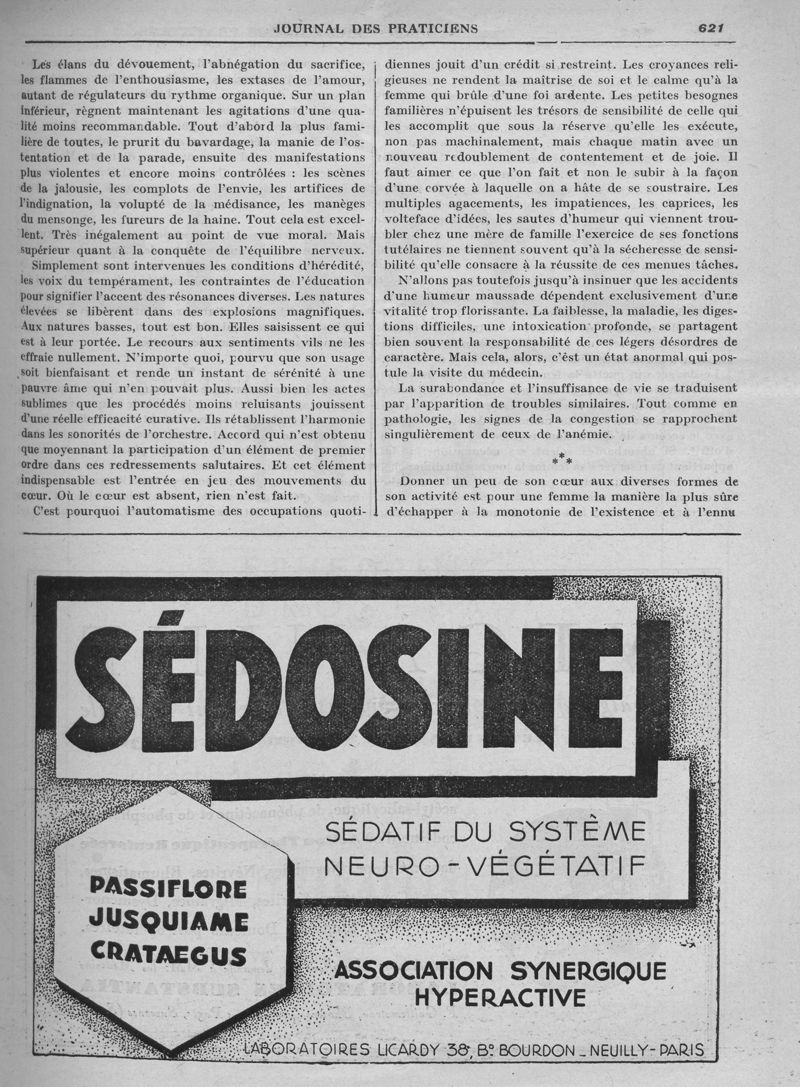 JOURNAL DES PRATICIENS 621
Les élans du dévouement, l'abnégation du sacrifice,
les flammes de l'enthousiasme, les extases de l'amour,
autant de régulateurs du rythme organique. Sur un plan
inférieur, règnent maintenant les agitations d'une qua-
lité moins recommandable. Tout d'abord la plus fami-
lière de toutes, le prurit du bavardage, la manie de l'os-
tentation et de la parade, ensuite des manifestations
plus violentes et encore moins contrôlées : les scènes
de la jalousie, les complots de l'envie, les artifices de
l'indignation, la volupté de la médisance, les manèges
du mensonge, les fureurs de la haine. Tout cela est excel-
lent. Très inégalement au point de vue moral. Mais
supérieur quant à la conquête de l'équilibre nerveux.
Simplement sont intervenues les conditions d'hérédité,
les voix du tempérament, les contraintes de l'éducation
pour signifier l'accent des résonances diverses. Les natures
élevées se libèrent dans des explosions magnifiques.
Aux natures basses, tout est bon. Elles saisissent ce qui
est à leur portée. Le recours aux sentiments vils ne les
effraie nullement. N'importe quoi, pourvu que son usage
soit bienfaisant et rende un instant de sérénité à une
pauvre âme qui n'en pouvait plus. Aussi bien les actes
sublimes que les procédés moins reluisants jouissent
d'une réelle efficacité curative. Ils rétablissent l'harmonie
dans les sonorités de l'orchestre. Accord qui n'est obtenu
que moyennant la participation d'un élément de premier
ordre dans ces redressements salutaires. Et cet élément
indispensable est l'entrée en jeu des mouvements du
cœur. Où le cœur est absent, rien n'est fait.
C'est pourquoi l'automatisme des occupations quoti-
diennes jouit d'un crédit si restreint. Les croyances reli-
gieuses ne rendent la maîtrise de soi et le calme qu'à la
femme qui brûle d'une foi ardente. Les petites besognes
familières n'épuisent les trésors de sensibilité de celle qui
les accomplit que sous la réserve qu'elle les exécute,
non pas machinalement, mais chaque matin avec un
nouveau redoublement de contentement et de joie. Il
faut aimer ce que l'on fait et non le subir à la façon
d'une corvée à laquelle on a hâte de se soustraire. Les
multiples agacements, les impatiences, les caprices, les
volteface d'idées, les sautes d'humeur qui viennent trou-
bler chez une mère de famille l'exercice de ses fonctions
tutélaires ne tiennent souvent qu'à la sécheresse de sensi-
bilité qu'elle consacre à la réussite de ces menues tâches.
N'allons pas toutefois jusqu'à insinuer que les accidents
d'une humeur maussade dépendent exclusivement d'une
vitalité trop florissante. La faiblesse, la maladie, les diges-
tions difficiles, une intoxication profonde, se partagent
bien souvent la responsabilité de ces légers désordres de
caractère. Mais cela, alors, c'èst un état anormal qui pos-
tule la visite du médecin.
La surabondance et l'insuffisance de vie se traduisent
par l'apparition de troubles similaires. Tout comme en
pathologie, les signes de la congestion se rapprochent
singulièrement de ceux de l'anémie.
***
Donner un peu de son cœur aux diverses formes de
son activité est pour une femme la manière la plus sûre
d'échapper à la monotonie de l'existence et à l'ennu
SÉDOSINE
SÉDATIF DU SYSTÊME
NEURO-VÉGÉTATIF
PASSIFLORE
JUSQUIAME
CRATAEGUS
ASSOCIATION SYNERGIQUE
HYPERACTIVE
LABORATOIRES LICARDY 38, Bᴰ BOURDON - NEUILLY-PARIS